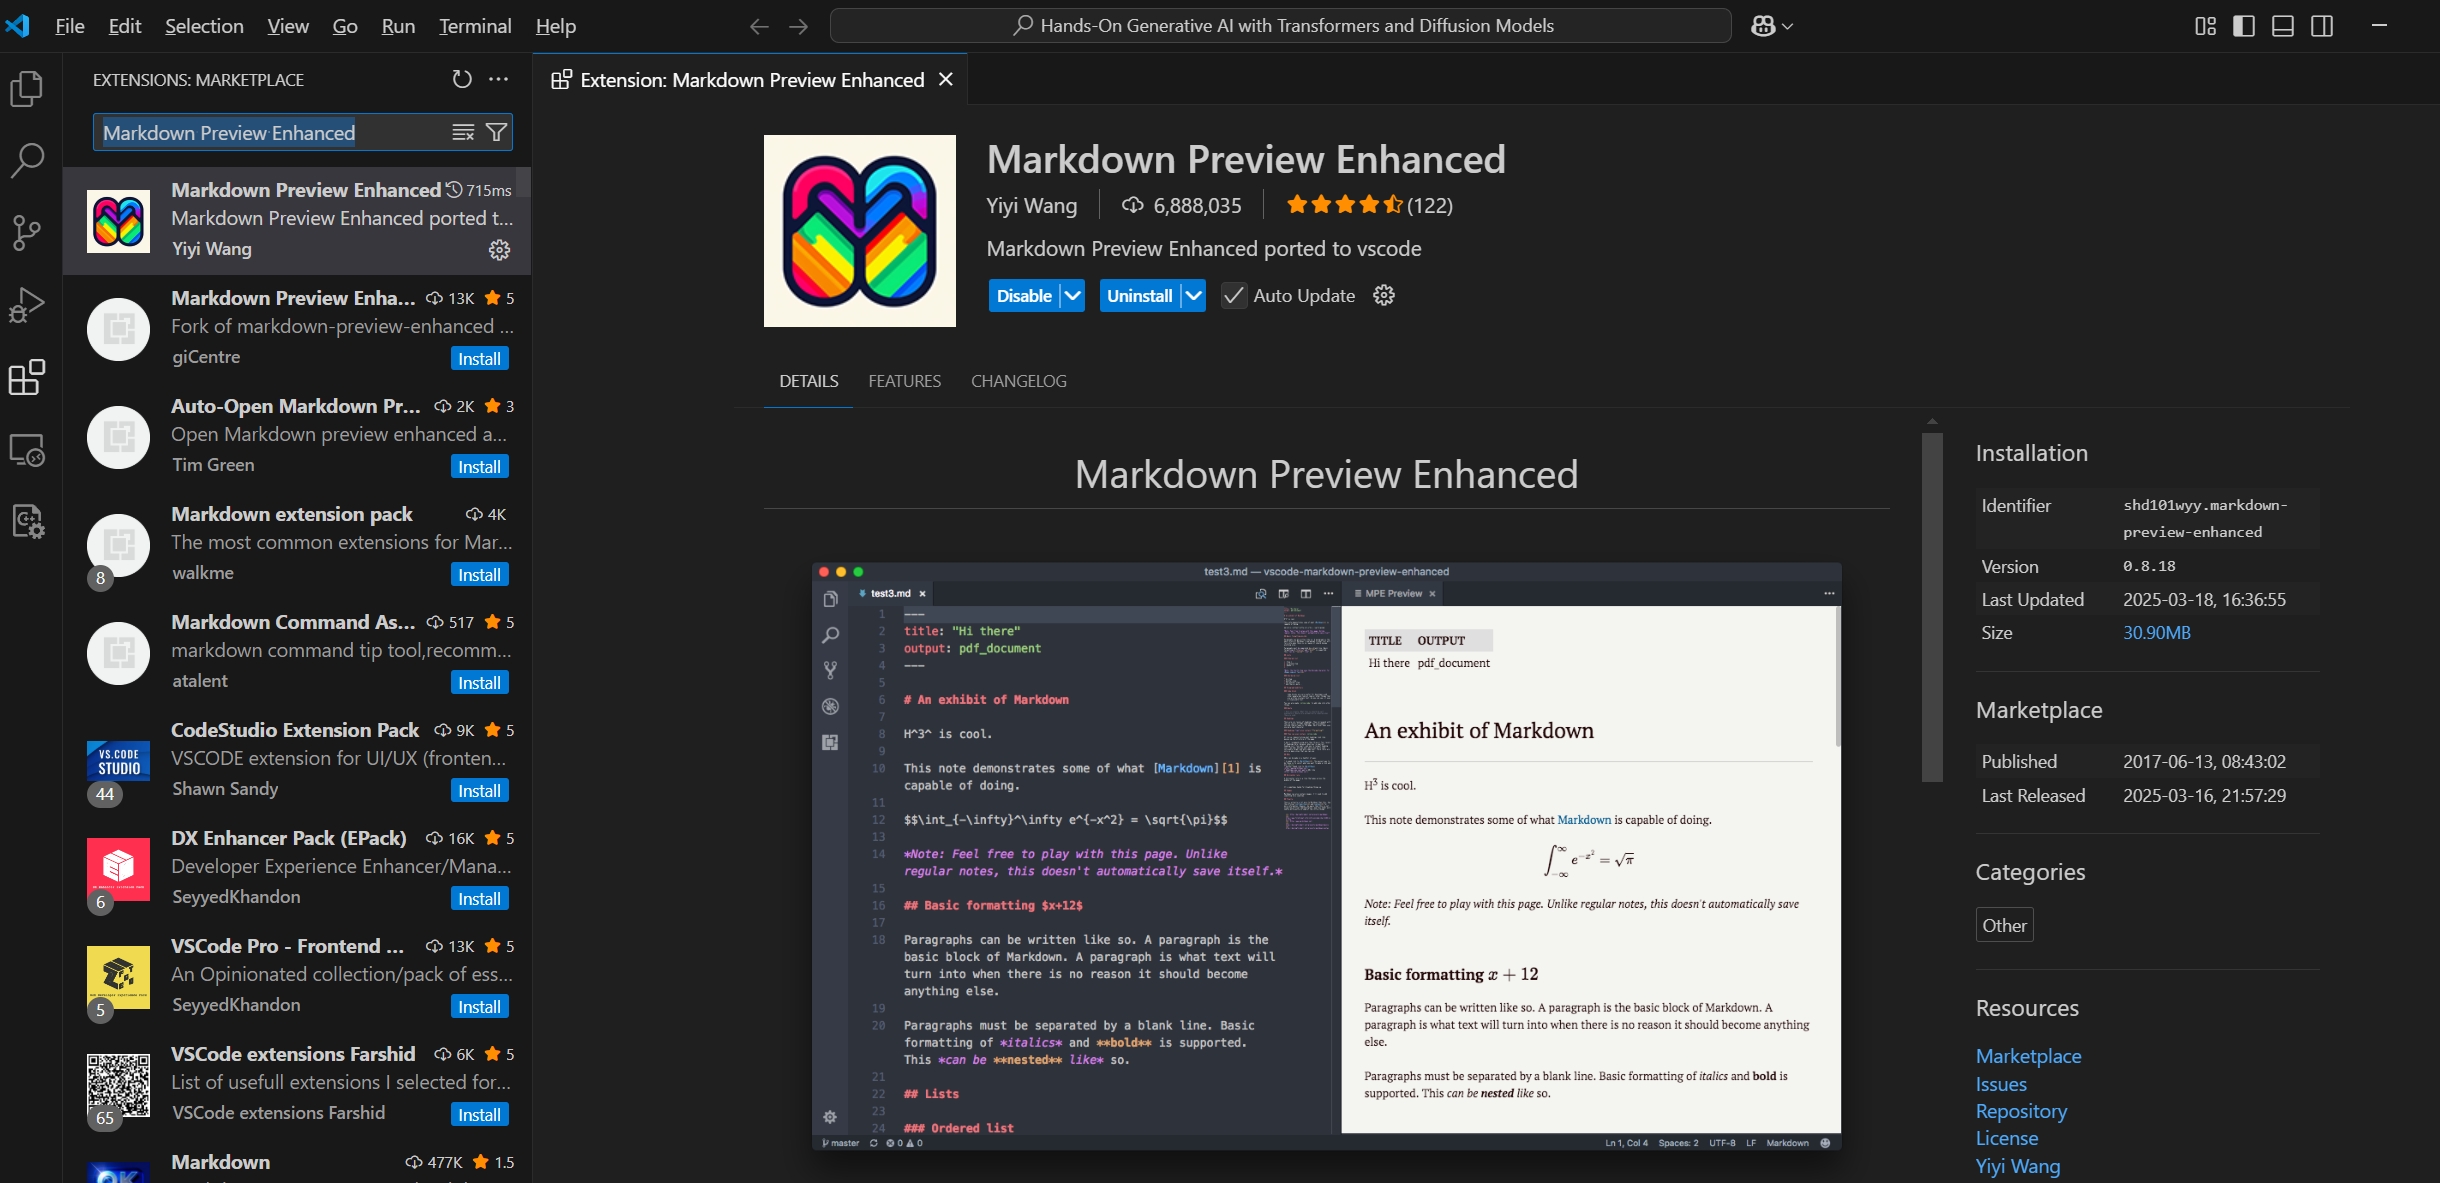 File Edit Selection View Go Run Terminal Help
Hands-On Generative AI with Transformers and Diffusion Models
EXTENSIONS: MARKETPLACE
Markdown Preview Enhanced
Markdown Preview Enhanced 715ms
Markdown Preview Enhanced ported t...
Yiyi Wang
Markdown Preview Enha... 13K 5
Fork of markdown-preview-enhanced ...
giCentre Install
Auto-Open Markdown Pr... 2K 3
Open Markdown preview enhanced a...
Tim Green Install
Markdown extension pack 4K
The most common extensions for Mar...
8 walkme Install
Markdown Command As... 517 5
markdown command tip tool,recomm...
atalent Install
CodeStudio Extension Pack 9K 5
VS.CODE
STUDIO
VSCODE extension for UI/UX (fronten...
44 Shawn Sandy Install
DX Enhancer Pack (EPack) 16K 5
Developer Experience Enhancer/Mana...
6 SeyyedKhandon Install
VSCode Pro - Frontend ... 13K 5
An Opinionated collection/pack of ess...
5 SeyyedKhandon Install
VSCode extensions Farshid 6K 5
List of usefull extensions I selected for...
65 VSCode extensions Farshid Install
Markdown 477K 1.5
Extension: Markdown Preview Enhanced
Markdown Preview Enhanced
Yiyi Wang 6,888,035 (122)
Markdown Preview Enhanced ported to vscode
Disable Uninstall Auto Update
DETAILS FEATURES CHANGELOG
Markdown Preview Enhanced
test3.md — vscode-markdown-preview-enhanced
test3.md
1 ---
2 title: "Hi there"
3 output: pdf_document
4 ---
5
6 # An exhibit of Markdown
7
8 H^3^ is cool.
9
10 This note demonstrates some of what [Markdown][1] is
capable of doing.
11
12 $$\int_{-\infty}^\infty e^{-x^2} = \sqrt{\pi}$$
13
14 *Note: Feel free to play with this page. Unlike
regular notes, this doesn't automatically save itself.*
15
16 ## Basic formatting $x+12$
17
18 Paragraphs can be written like so. A paragraph is the
basic block of Markdown. A paragraph is what text will
turn into when there is no reason it should become
anything else.
19
20 Paragraphs must be separated by a blank line. Basic
formatting of *italics* and **bold** is supported.
This *can be **nested** like* so.
21
22 ## Lists
23
24 ### Ordered list
MPE Preview
TITLE OUTPUT
Hi there pdf_document
An exhibit of Markdown
H³ is cool.
This note demonstrates some of what Markdown is capable of doing.
∫_{-∞}^{∞} e^{-x²} = √π
Note: Feel free to play with this page. Unlike regular notes, this doesn't automatically save
itself.
Basic formatting x + 12
Paragraphs can be written like so. A paragraph is the basic block of Markdown. A
paragraph is what text will turn into when there is no reason it should become anything
else.
Paragraphs must be separated by a blank line. Basic formatting of italics and bold is
supported. This can be nested like so.
master 0 0 Ln 1, Col 4 Spaces: 2 UTF-8 LF Markdown
Installation
Identifier shd101wyy.markdown-
preview-enhanced
Version 0.8.18
Last Updated 2025-03-18, 16:36:55
Size 30.90MB
Marketplace
Published 2017-06-13, 08:43:02
Last Released 2025-03-16, 21:57:29
Categories
Other
Resources
Marketplace
Issues
Repository
License
Yiyi Wang